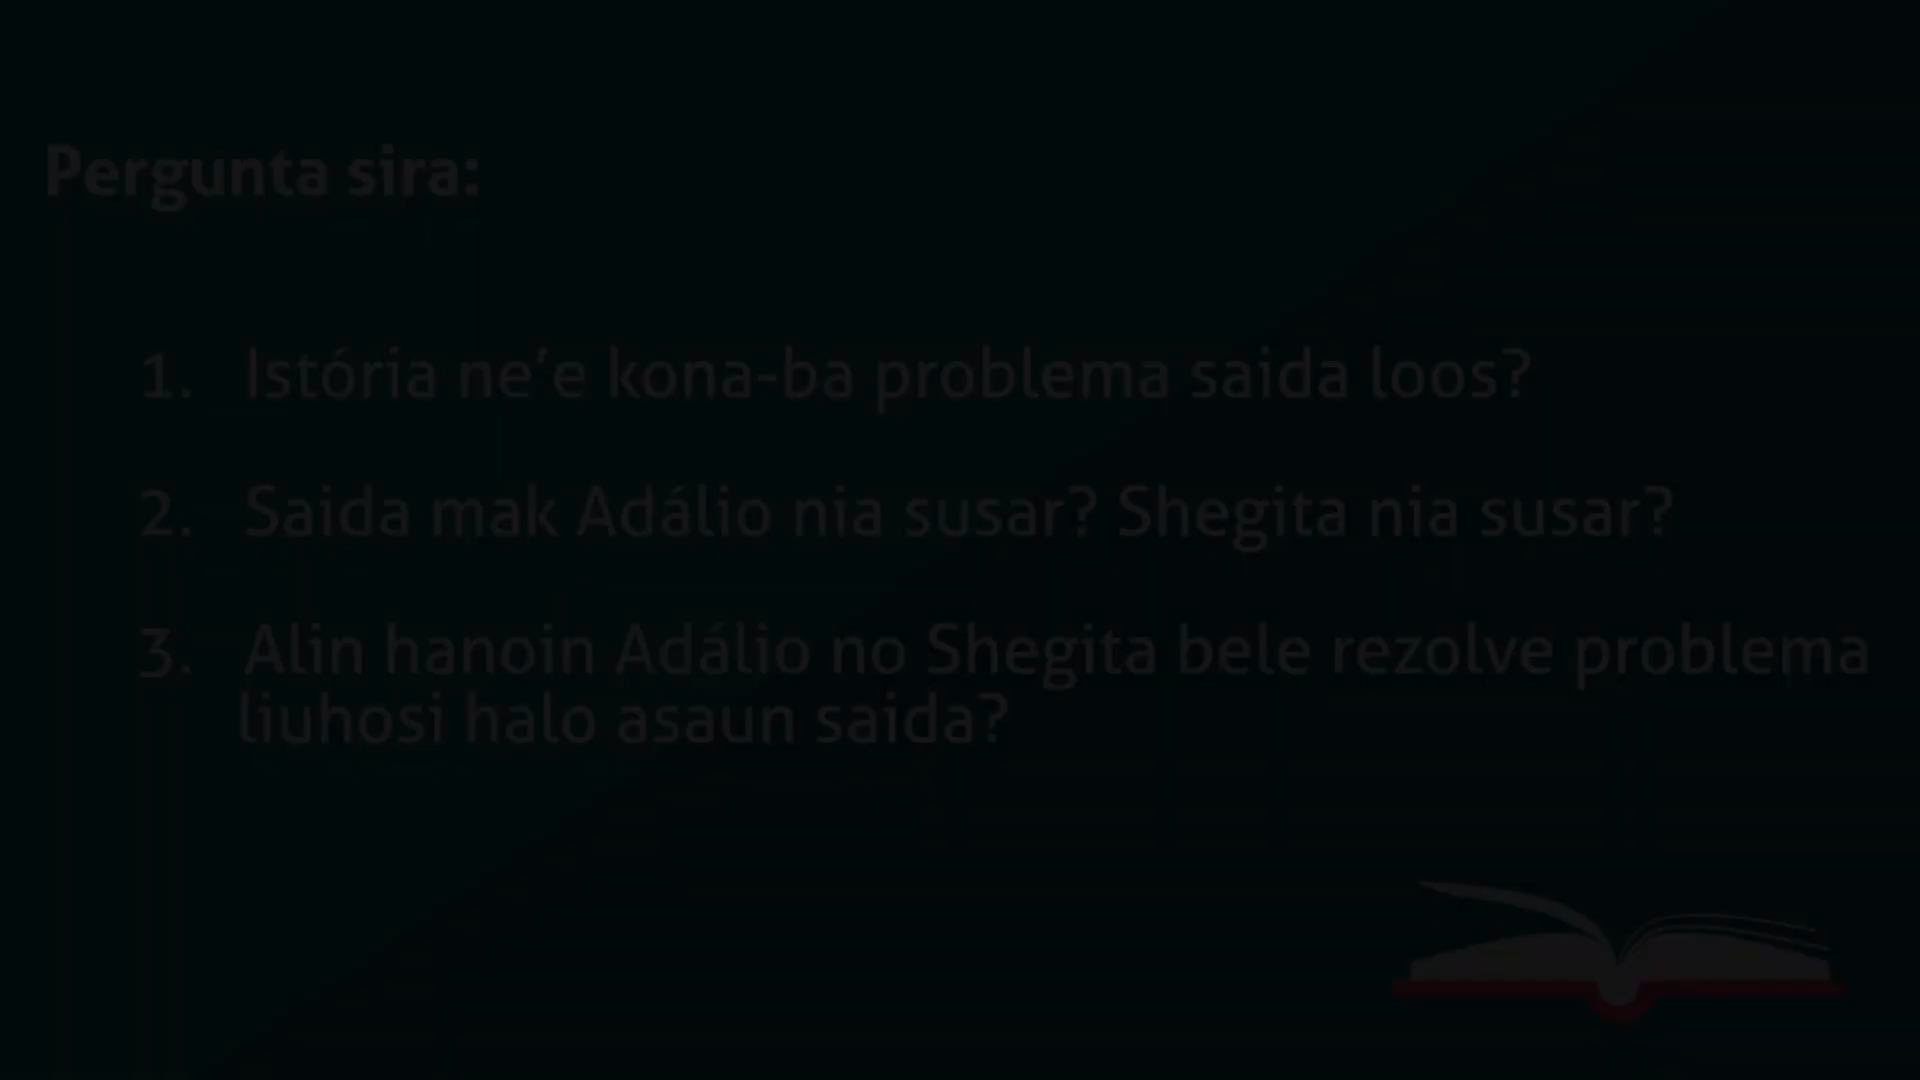 Pergunta sira:
1. Istória ne’e kona-ba problema saida loos?
2. Saida mak Adálio nia susar? Shegita nia susar?
3. Alin hanoin Adálio no Shegita bele rezolve problema
liuhosi halo asaun saida?